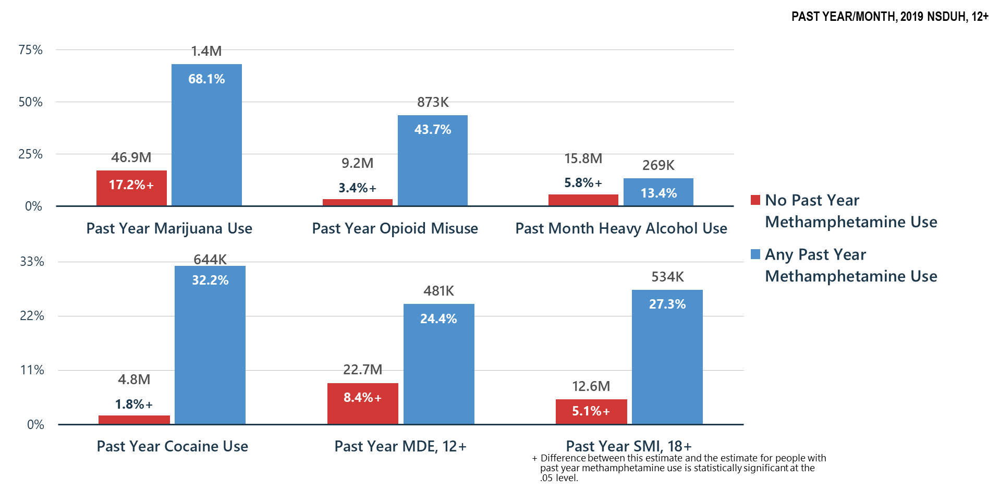 PAST YEAR/MONTH, 2019 NSDUH, 12+
75%
50%
25%
0%
1.4M
68.1%
46.9M
17.2%+
873K
43.7%
9.2M
3.4%+
15.8M
5.8%+
269K
13.4%
Past Year Marijuana Use
Past Year Opioid Misuse
Past Month Heavy Alcohol Use
No Past Year
Methamphetamine Use
Any Past Year
Methamphetamine Use
33%
22%
11%
0%
644K
32.2%
4.8M
1.8%+
481K
24.4%
22.7M
8.4%+
534K
27.3%
12.6M
5.1%+
Past Year Cocaine Use
Past Year MDE, 12+
Past Year SMI, 18+
+ Difference between this estimate and the estimate for people with
past year methamphetamine use is statistically significant at the
.05 level.